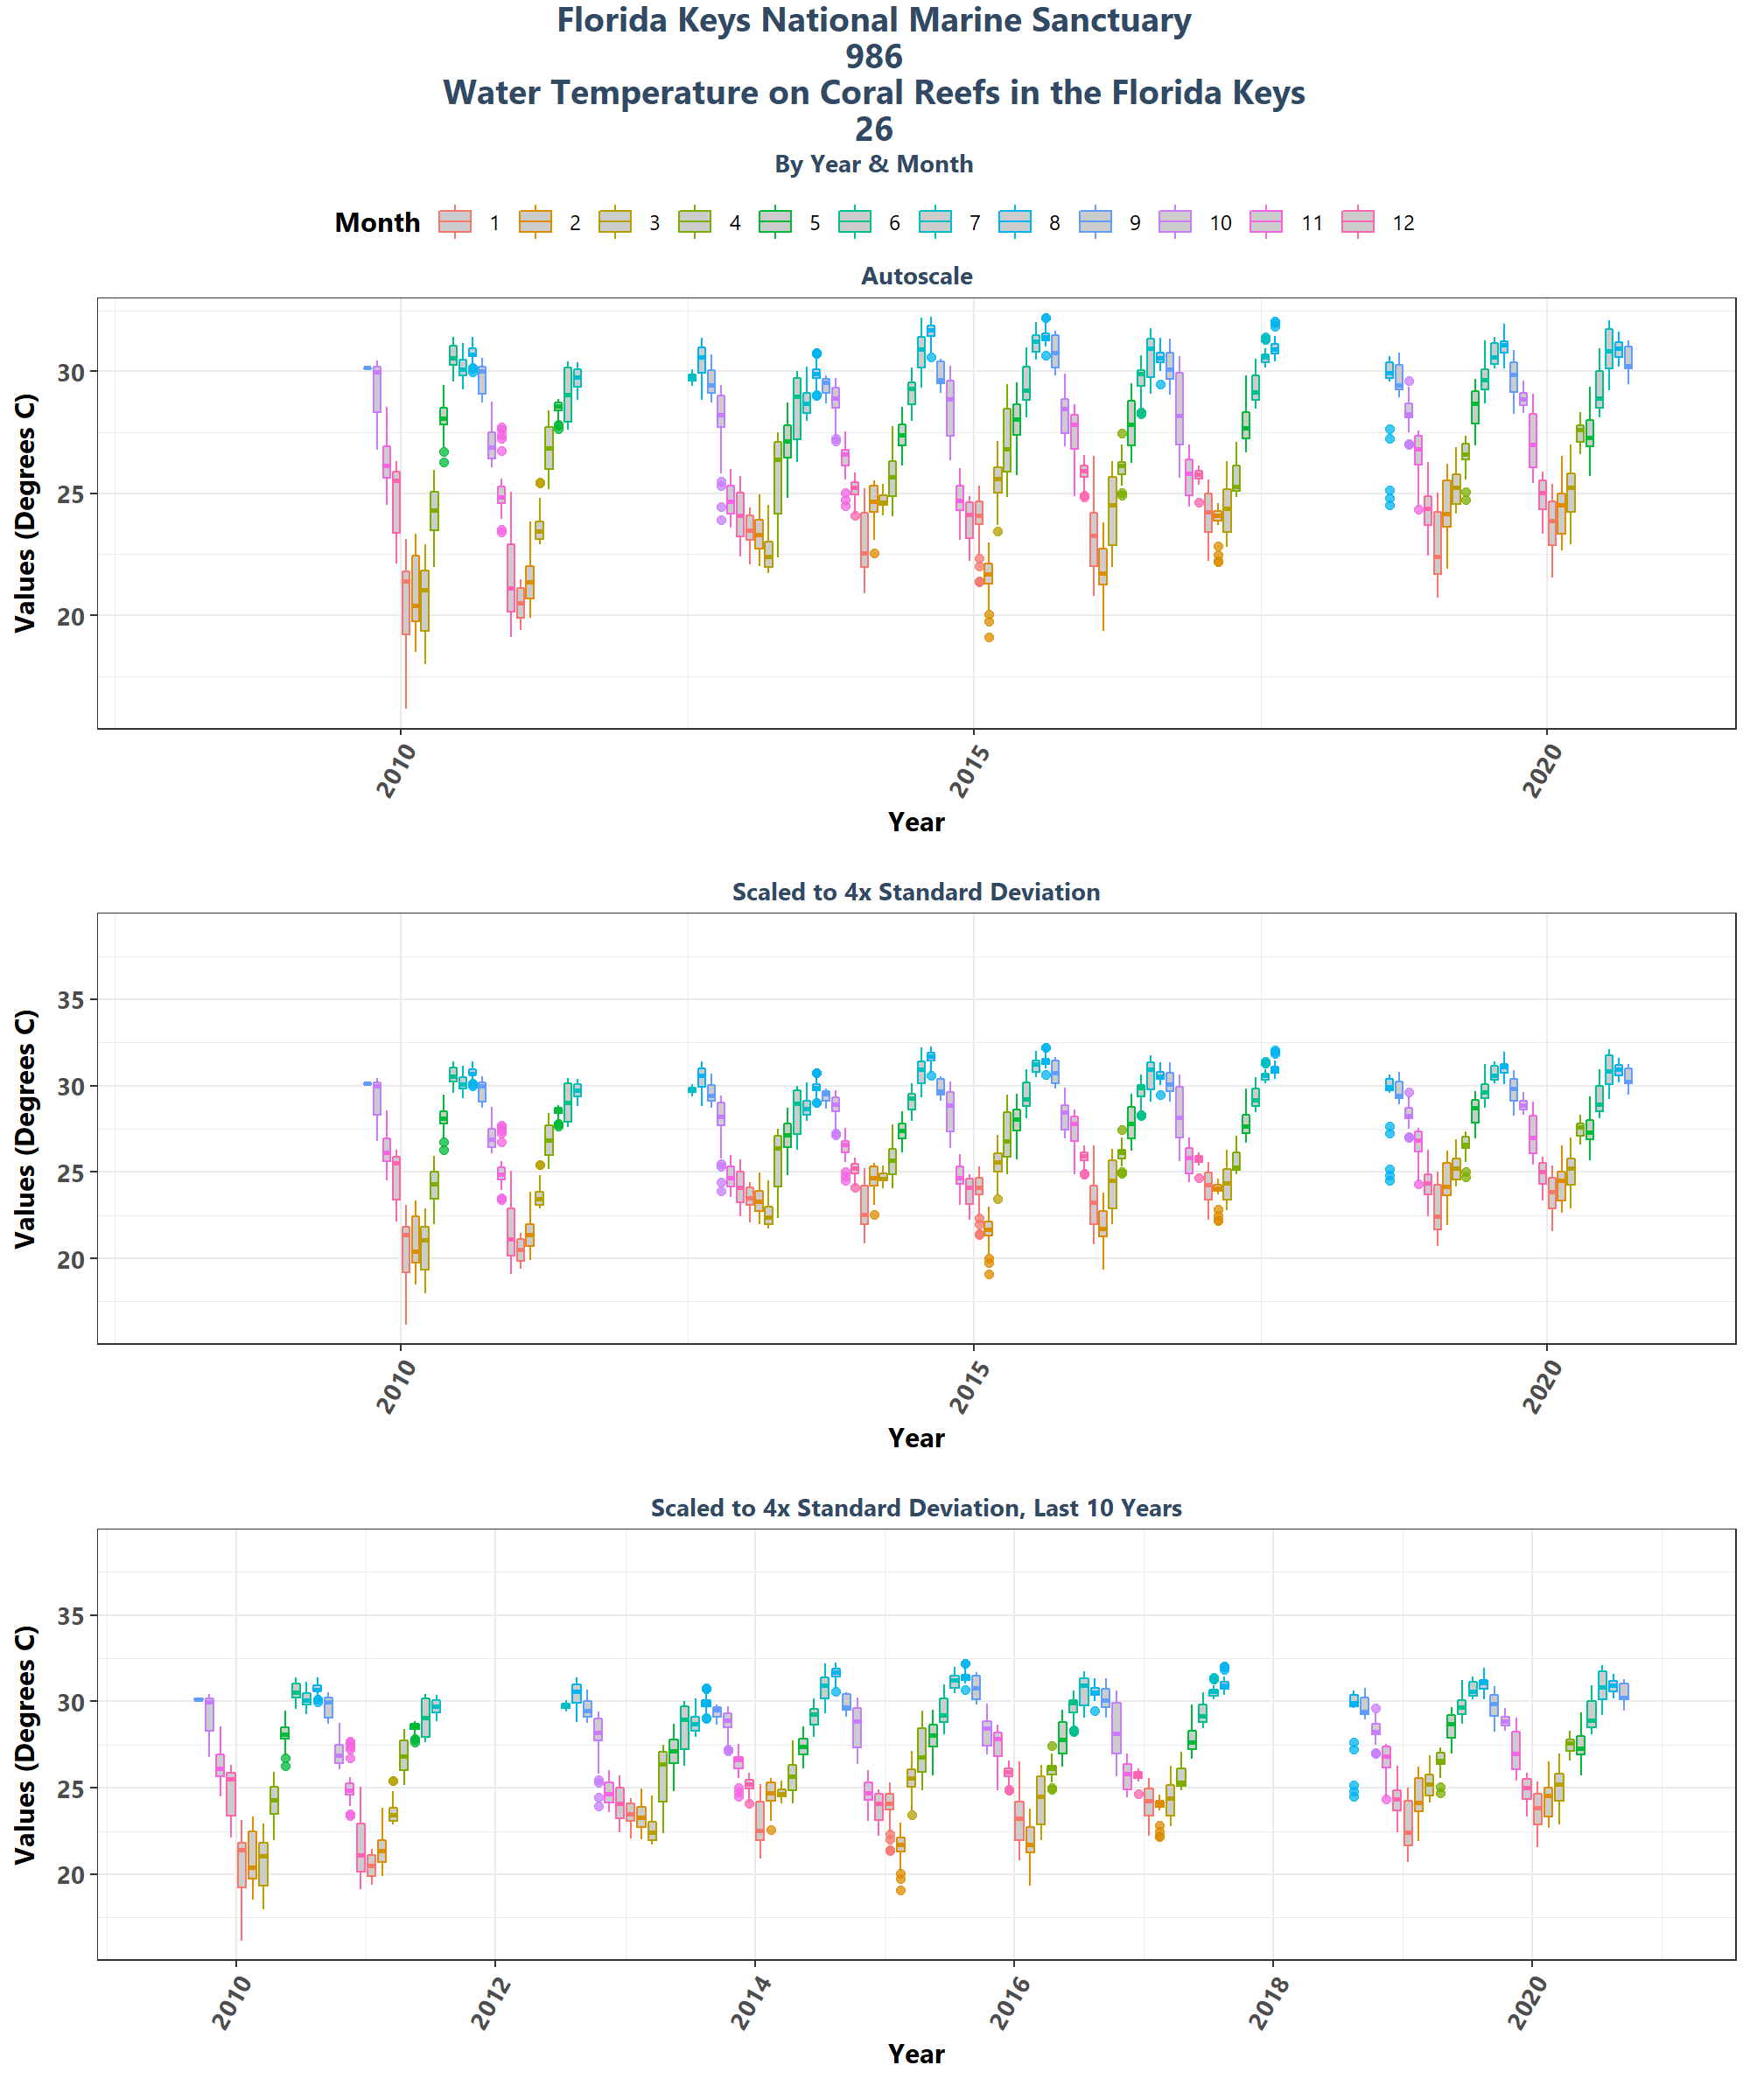 Florida Keys National Marine Sanctuary
986
Water Temperature on Coral Reefs in the Florida Keys
26
By Year & Month
Month 1 2 3 4 5 6 7 8 9 10 11 12
Autoscale
Values (Degrees C)
30
25
20
2010 2015 2020
Year
Scaled to 4x Standard Deviation
Values (Degrees C)
35
30
25
20
2010 2015 2020
Year
Scaled to 4x Standard Deviation, Last 10 Years
Values (Degrees C)
35
30
25
20
2010 2012 2014 2016 2018 2020
Year